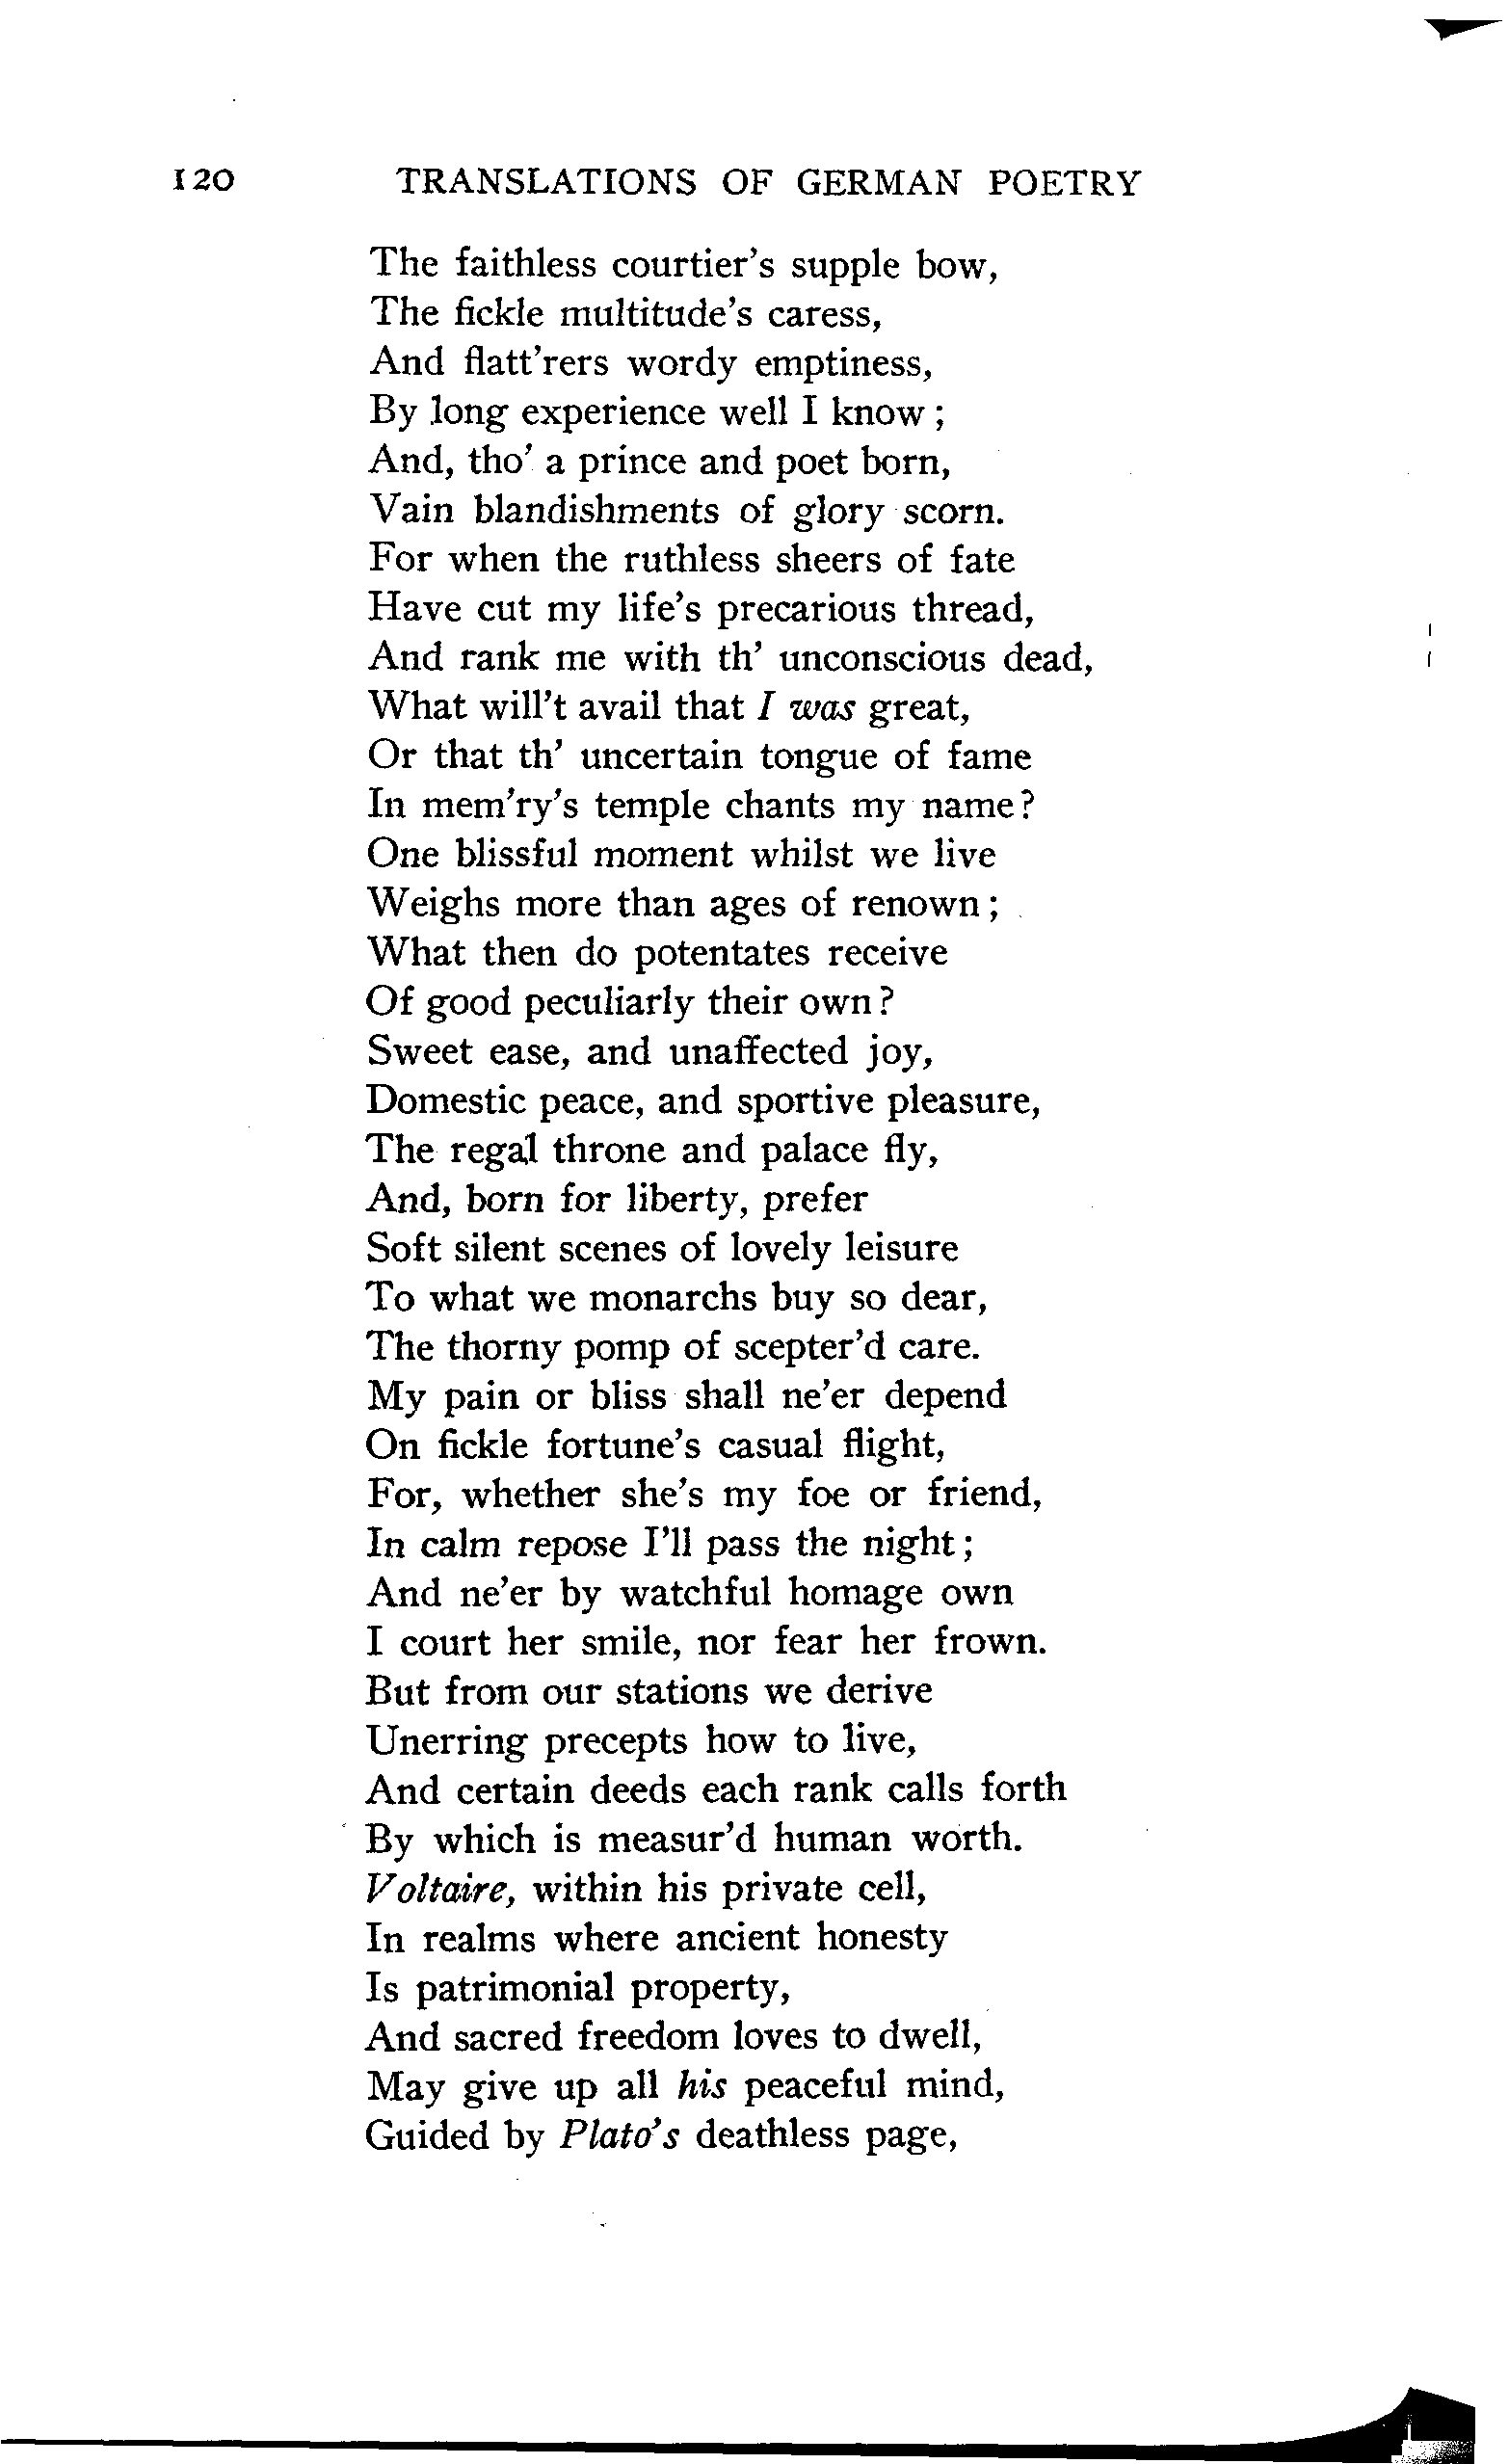 120 TRANSLATIONS OF GERMAN POETRY
The faithless courtier's supple bow,
The fickle multitude's caress,
And flatt'rers wordy emptiness,
By long experience well I know ;
And, tho' a prince and poet born,
Vain blandishments of glory scorn.
For when the ruthless sheers of fate
Have cut my life's precarious thread,
And rank me with th' unconscious dead,
What will't avail that I was great,
Or that th' uncertain tongue of fame
In mem'ry's temple chants my name?
One blissful moment whilst we live
Weighs more than ages of renown ;
What then do potentates receive
Of good peculiarly their own?
Sweet ease, and unaffected joy,
Domestic peace, and sportive pleasure,
The regal throne and palace fly,
And, born for liberty, prefer
Soft silent scenes of lovely leisure
To what we monarchs buy so dear,
The thorny pomp of scepter'd care.
My pain or bliss shall ne'er depend
On fickle fortune's casual flight,
For, whether she's my foe or friend,
In calm repose I'll pass the night ;
And ne'er by watchful homage own
I court her smile, nor fear her frown.
But from our stations we derive
Unerring precepts how to live,
And certain deeds each rank calls forth
By which is measur'd human worth.
Voltaire, within his private cell,
In realms where ancient honesty
Is patrimonial property,
And sacred freedom loves to dwell,
May give up all his peaceful mind,
Guided by Plato's deathless page,